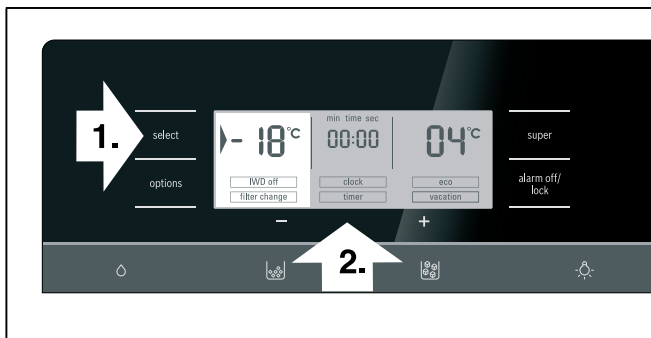 1.
select
options
- 18°C
IWD off
filter change
min time sec
00:00
clock
timer
04°C
eco
vacation
super
alarm off/
lock
− +
2.